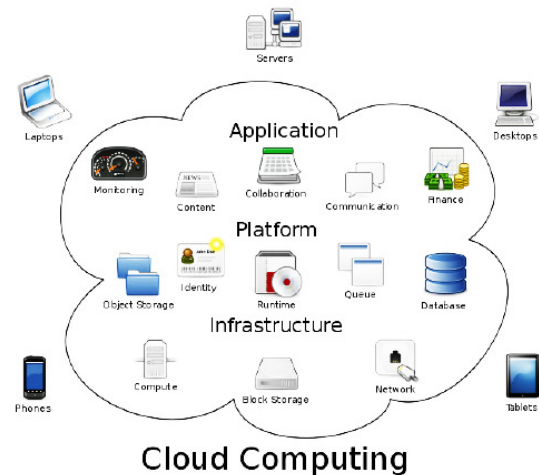 Servers
Laptops
Desktops
Application
Monitoring
Content
NEWS
Collaboration
Communication
Finance
Platform
Object Storage
Identity
Runtime
Queue
Database
Infrastructure
Compute
Block Storage
Network
Phones
Tablets
Cloud Computing